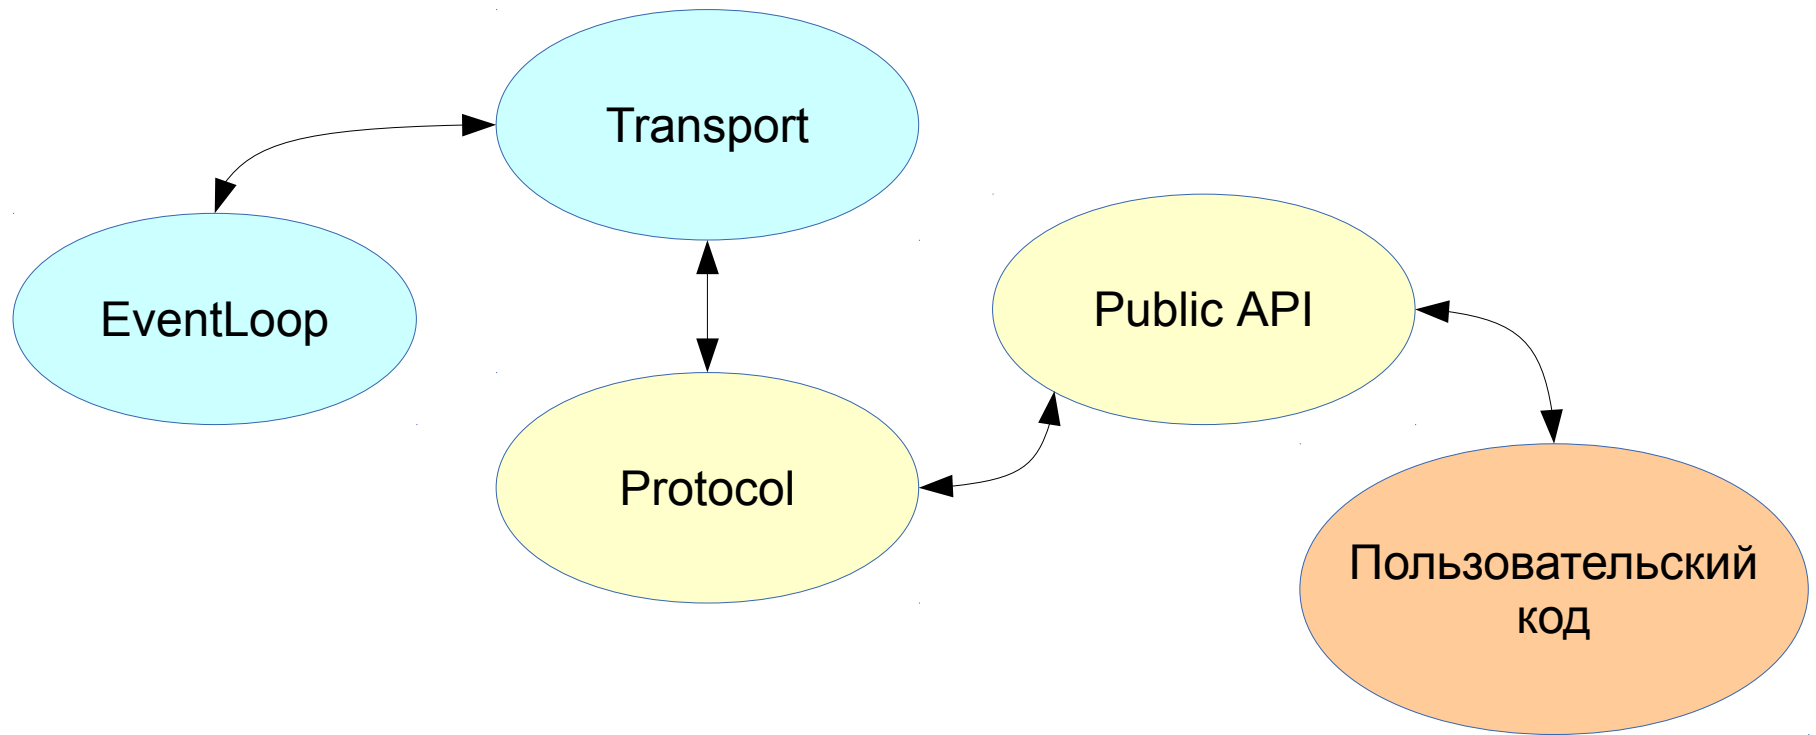 Transport
EventLoop
Public API
Protocol
Пользовательский
код